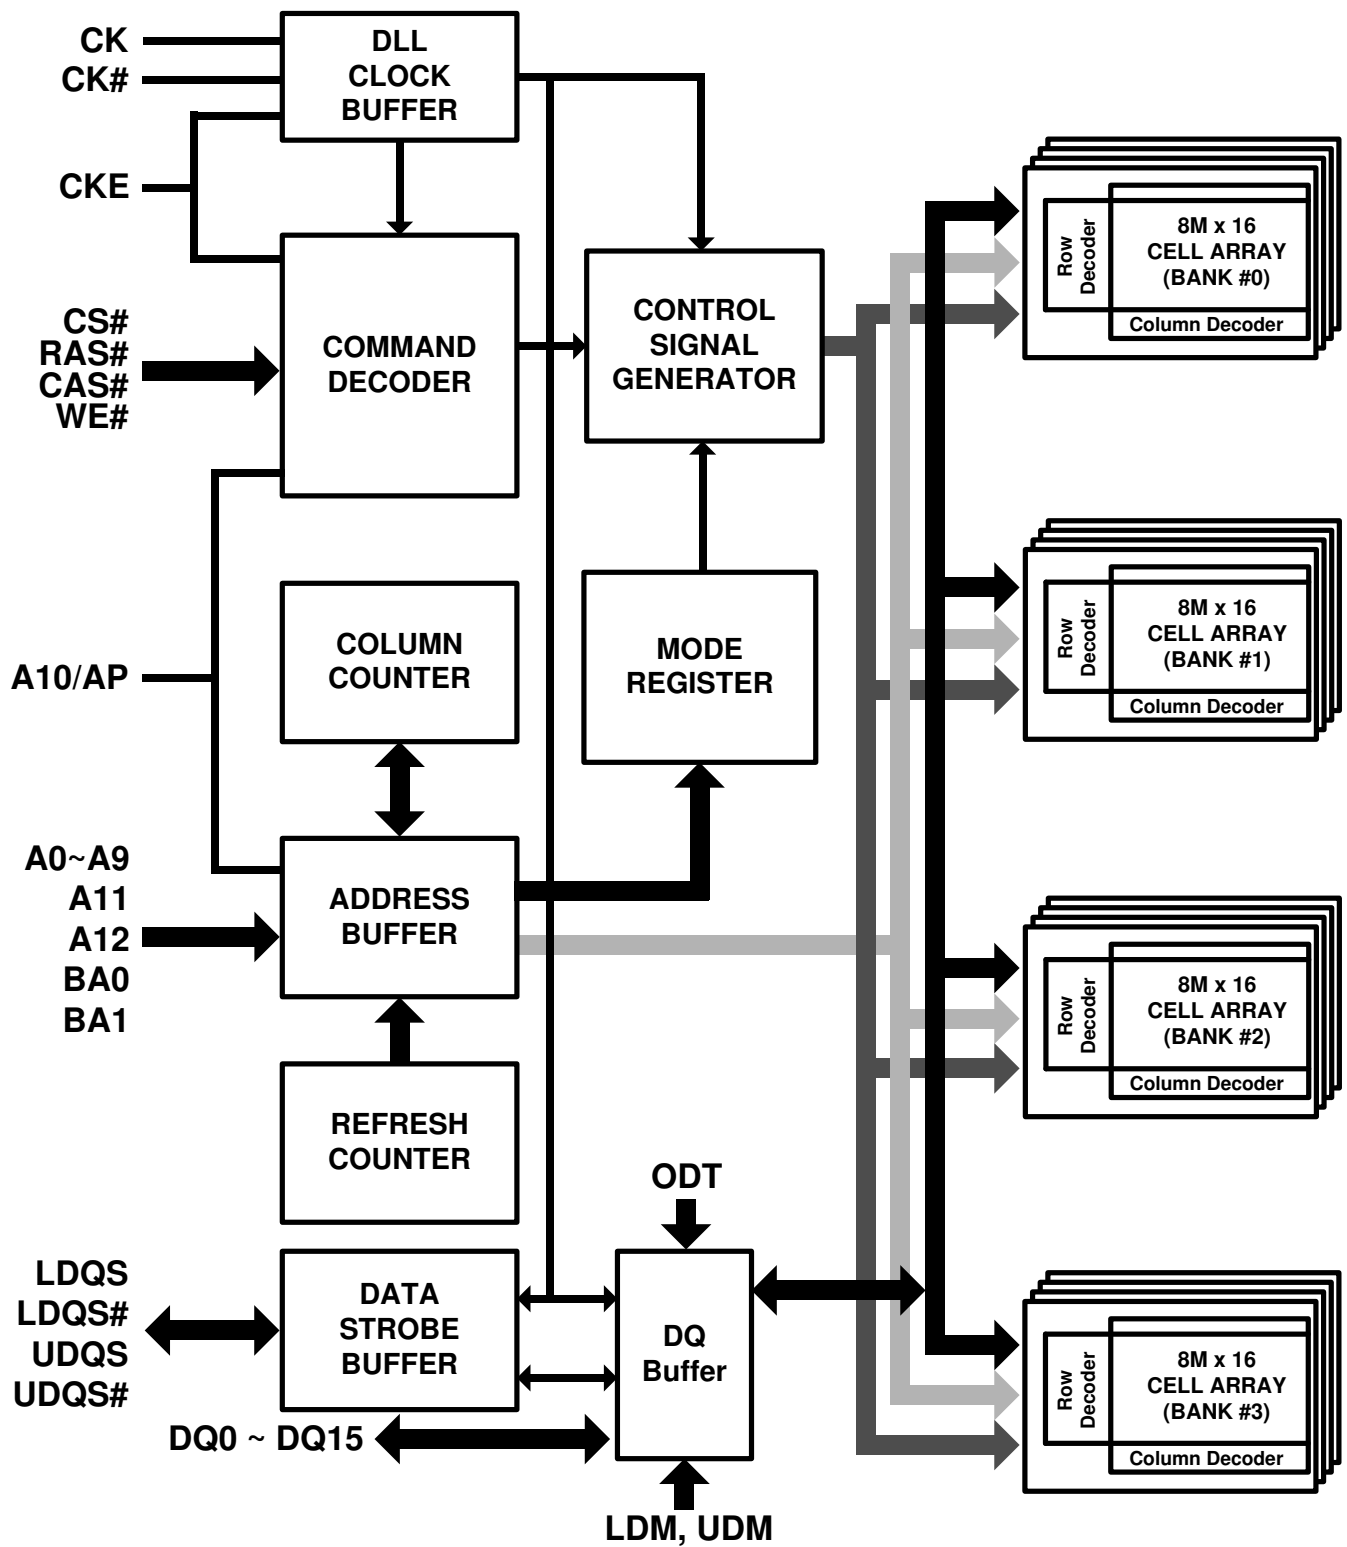 CK
CK#
CKE
CS#
RAS#
CAS#
WE#
A10/AP
A0~A9
A11
A12
BA0
BA1
LDQS
LDQS#
UDQS
UDQS#
DQ0 ~ DQ15
DLL
CLOCK
BUFFER
COMMAND
DECODER
COLUMN
COUNTER
ADDRESS
BUFFER
REFRESH
COUNTER
DATA
STROBE
BUFFER
CONTROL
SIGNAL
GENERATOR
MODE
REGISTER
ODT
DQ
Buffer
LDM, UDM
Row
Decoder
8M x 16
CELL ARRAY
(BANK #0)
Column Decoder
Row
Decoder
8M x 16
CELL ARRAY
(BANK #1)
Column Decoder
Row
Decoder
8M x 16
CELL ARRAY
(BANK #2)
Column Decoder
Row
Decoder
8M x 16
CELL ARRAY
(BANK #3)
Column Decoder